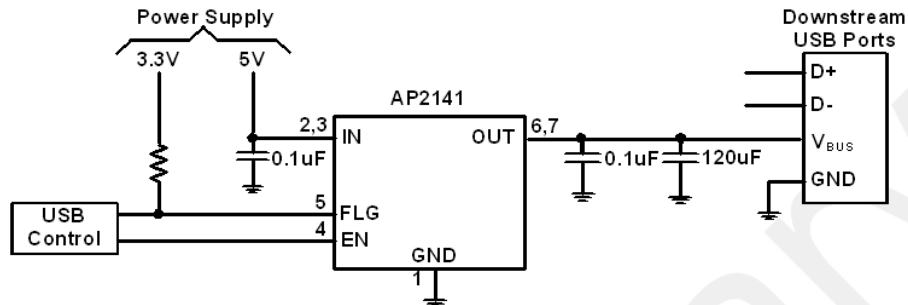 Power Supply
3.3V 5V
Downstream
USB Ports
AP2141
D+
D-
2,3 IN
OUT 6,7
V_BUS
0.1uF
0.1uF
120uF
GND
USB
Control
5 FLG
4 EN
GND
1